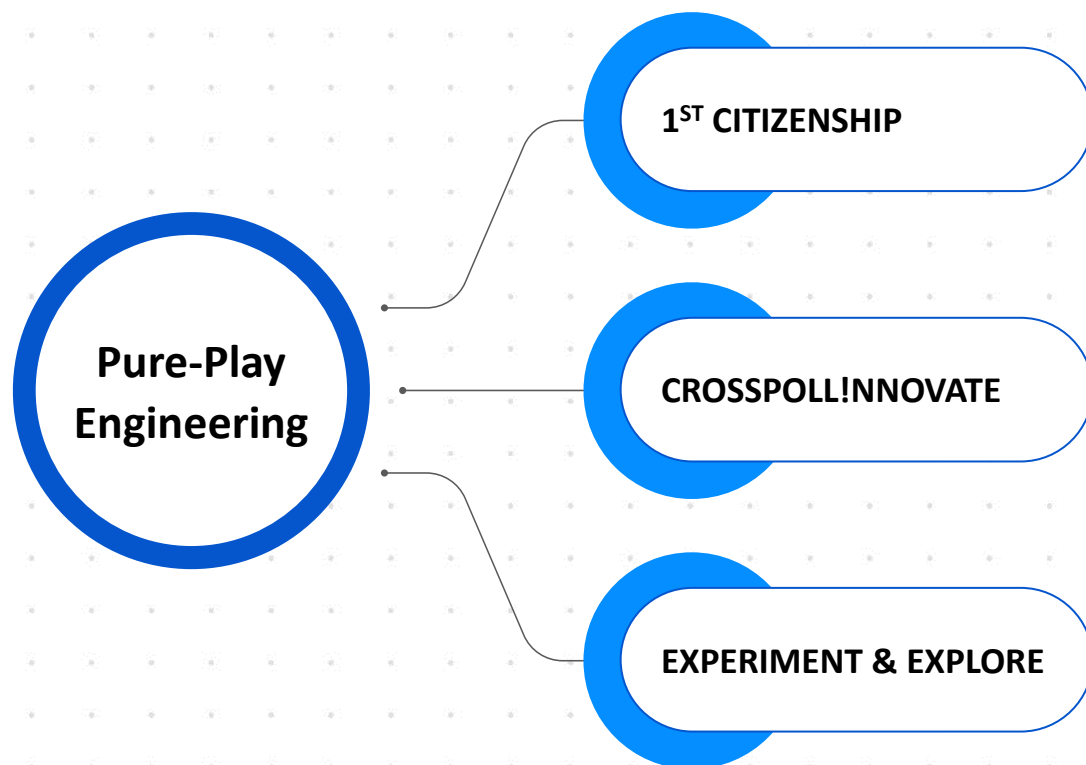 1ST CITIZENSHIP
Pure-Play
Engineering
CROSSPOLL!NNOVATE
EXPERIMENT & EXPLORE